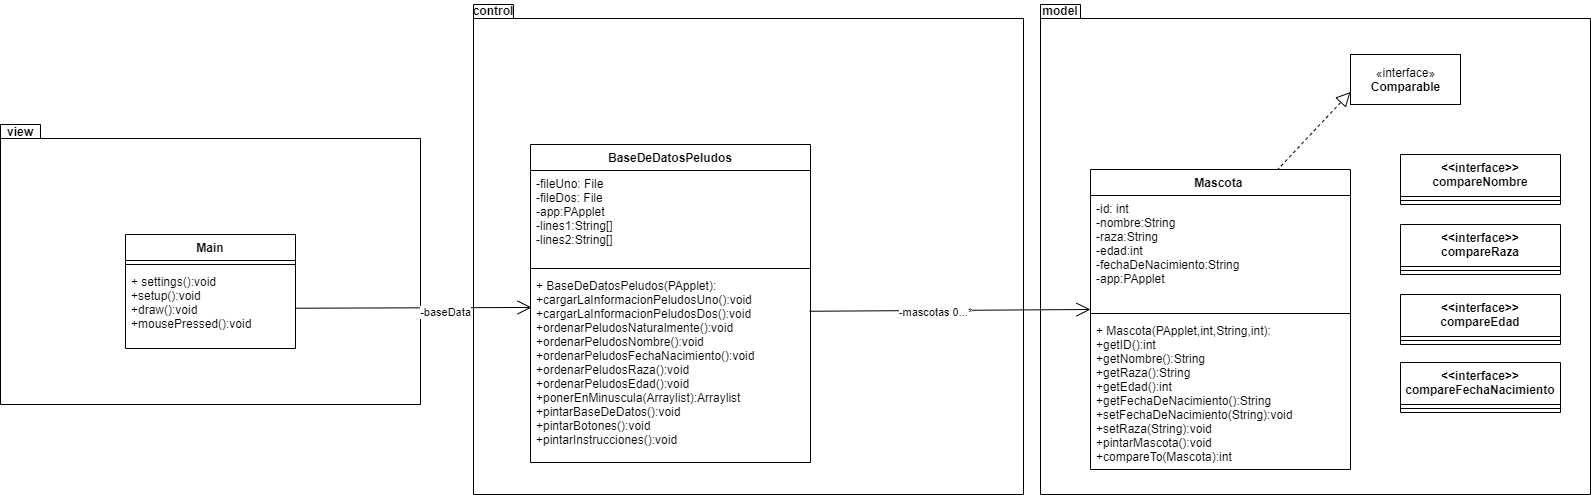 view
Main
+ settings():void
+setup():void
+draw():void
+mousePressed():void
-baseData
control
BaseDeDatosPeludos
-fileUno: File
-fileDos: File
-app:PApplet
-lines1:String[]
-lines2:String[]
+ BaseDeDatosPeludos(PApplet):
+cargarLaInformacionPeludosUno():void
+cargarLaInformacionPeludosDos():void
+ordenarPeludosNaturalmente():void
+ordenarPeludosNombre():void
+ordenarPeludosFechaNacimiento():void
+ordenarPeludosRaza():void
+ordenarPeludosEdad():void
+ponerEnMinuscula(Arraylist):Arraylist
+pintarBaseDeDatos():void
+pintarBotones():void
+pintarInstrucciones():void
-mascotas 0...*
model
«interface»
Comparable
Mascota
-id: int
-nombre:String
-raza:String
-edad:int
-fechaDeNacimiento:String
-app:PApplet
+ Mascota(PApplet,int,String,int):
+getID():int
+getNombre():String
+getRaza():String
+getEdad():int
+getFechaDeNacimiento():String
+setFechaDeNacimiento(String):void
+setRaza(String):void
+pintarMascota():void
+compareTo(Mascota):int
<<interface>>
compareNombre
<<interface>>
compareRaza
<<interface>>
compareEdad
<<interface>>
compareFechaNacimiento